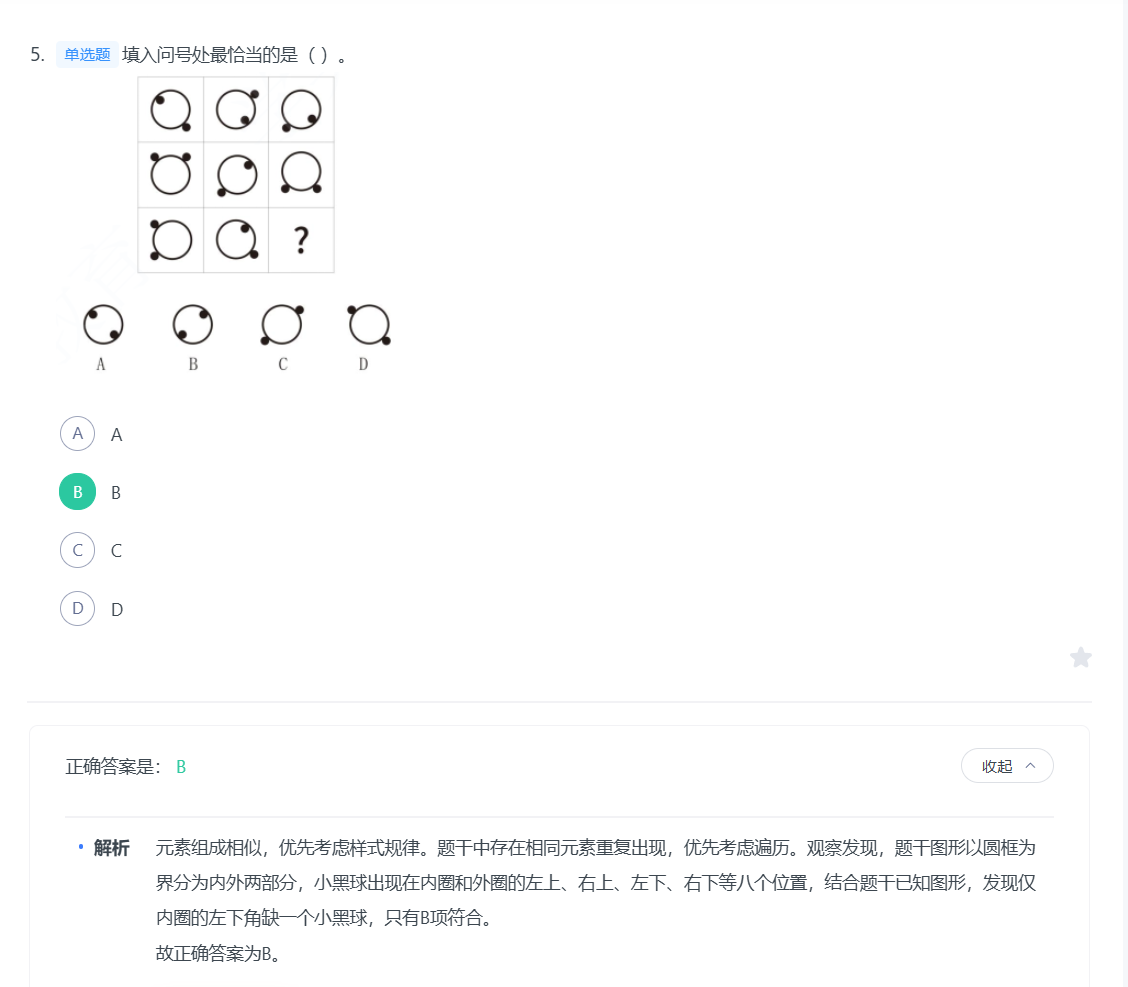 5. 单选题 填入问号处最恰当的是（ ）。
?
A B C D
A A
B B
C C
D D
正确答案是： B 收起
• 解析 元素组成相似，优先考虑样式规律。题干中存在相同元素重复出现，优先考虑遍历。观察发现，题干图形以圆框为
界分为内外两部分，小黑球出现在内圈和外圈的左上、右上、左下、右下等八个位置，结合题干已知图形，发现仅
内圈的左下角缺一个小黑球，只有B项符合。
故正确答案为B。